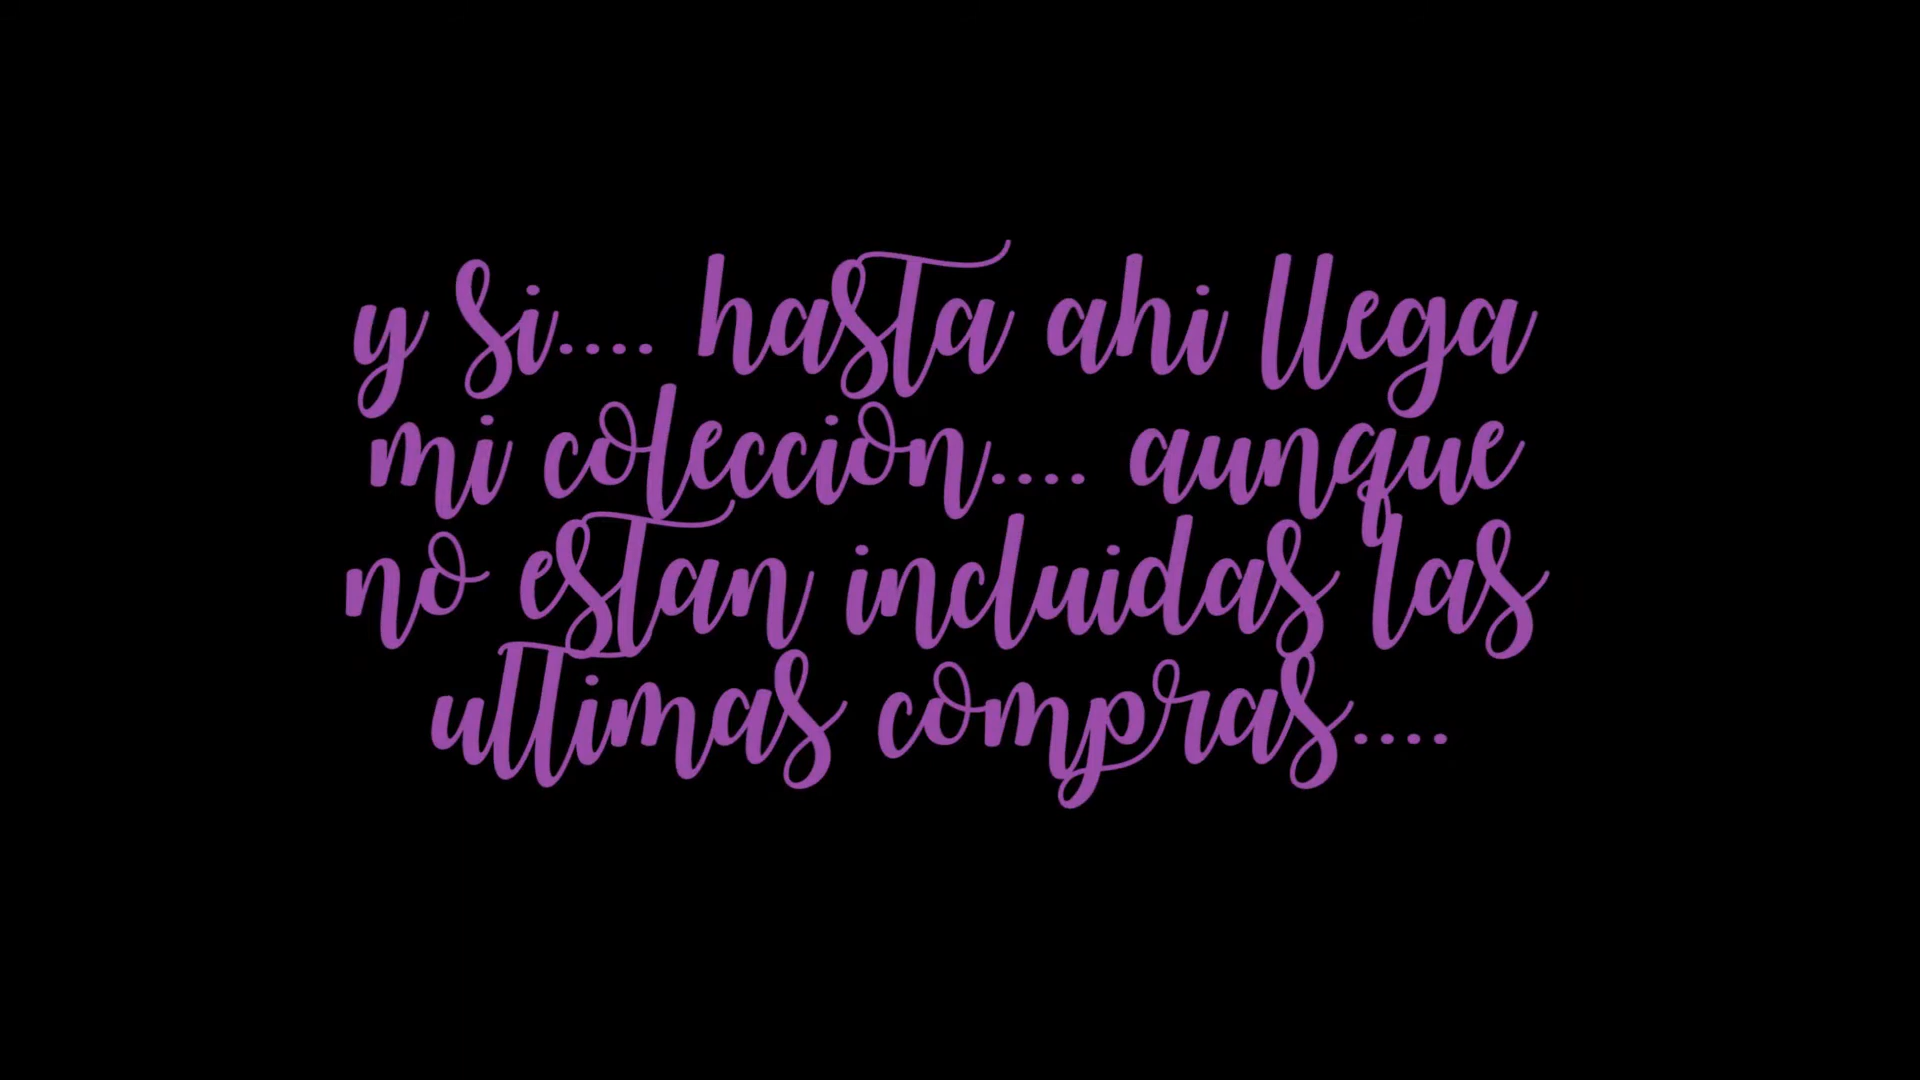 y si.... hasta ahi llega
mi coleccion.... aunque
no estan incluidas las
ultimas compras....